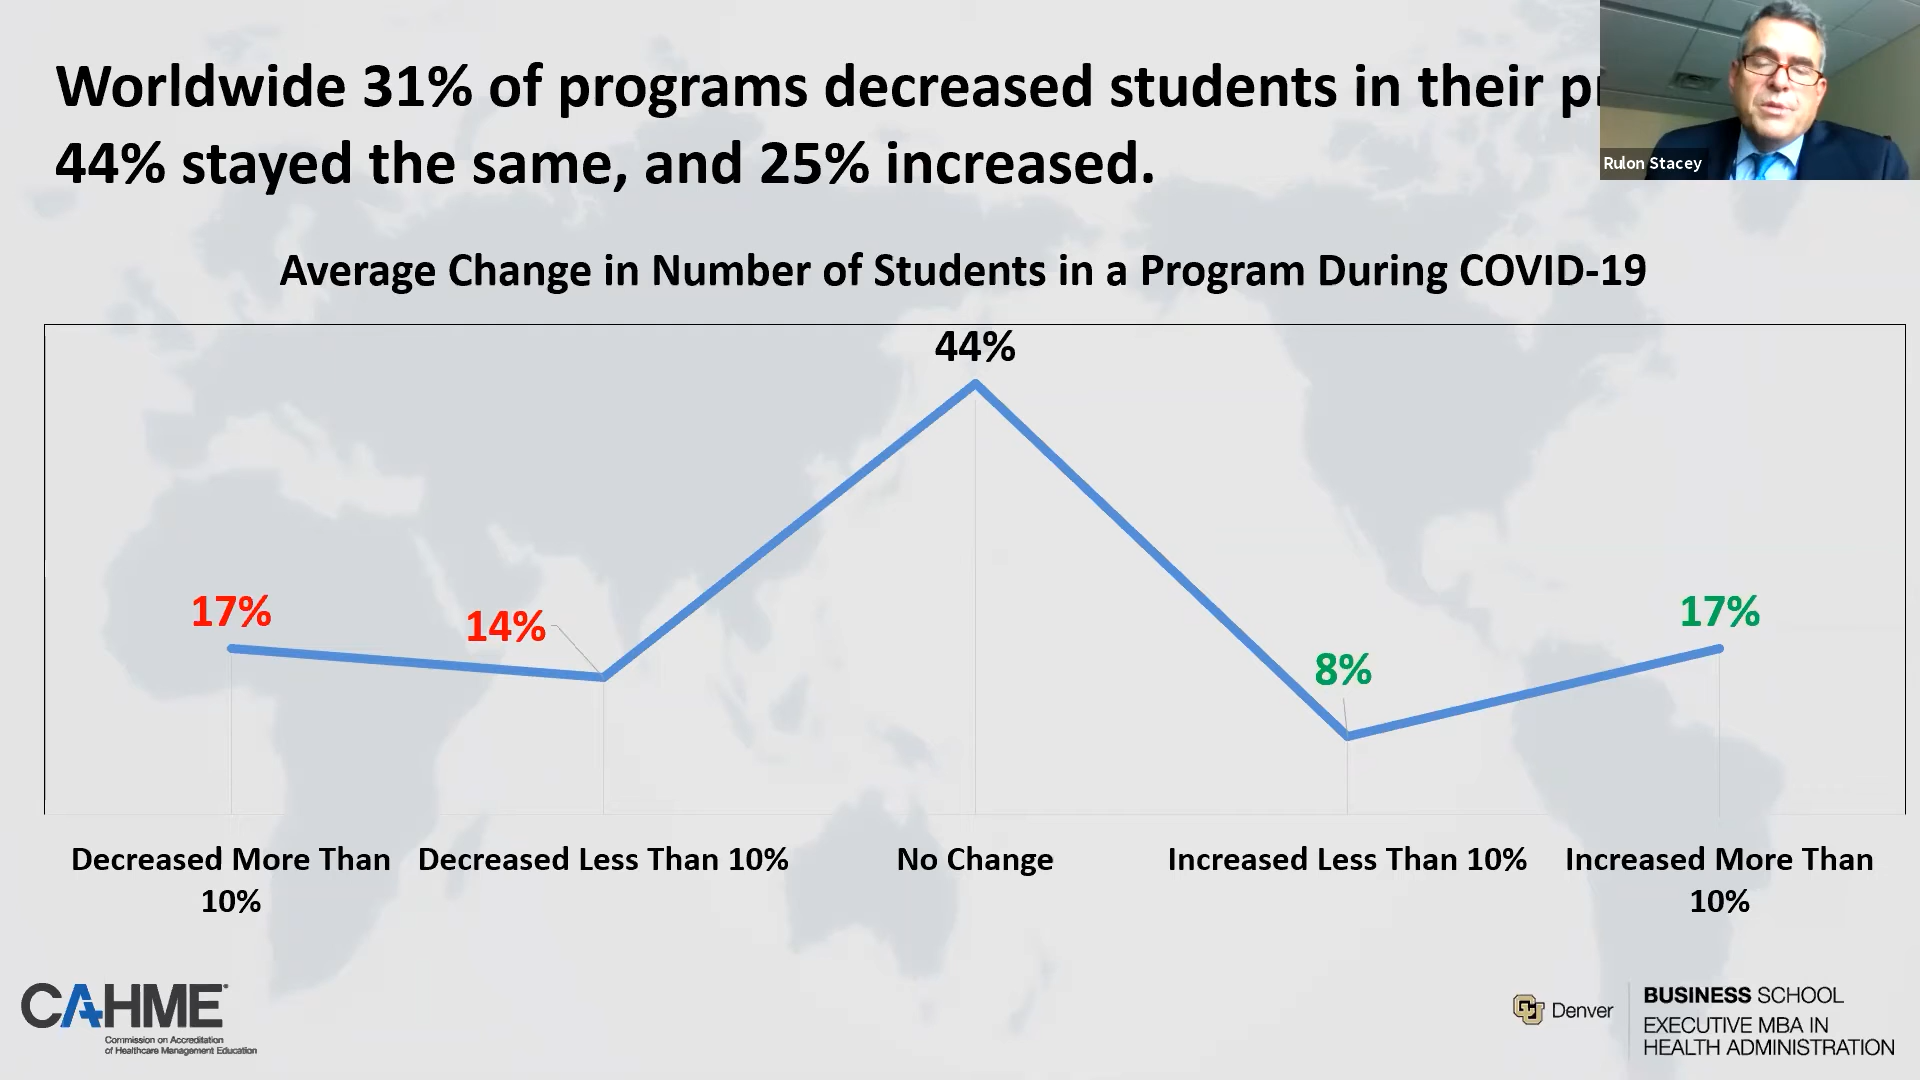 Worldwide 31% of programs decreased students in their
44% stayed the same, and 25% increased.
Rulon Stacey
Average Change in Number of Students in a Program During COVID-19
44%
17%
14%
8%
17%
Decreased More Than
10%
Decreased Less Than 10%
No Change
Increased Less Than 10%
Increased More Than
10%
CAHME
Commission on Accreditation
of Healthcare Management Education
CU Denver
BUSINESS SCHOOL
EXECUTIVE MBA IN
HEALTH ADMINISTRATION